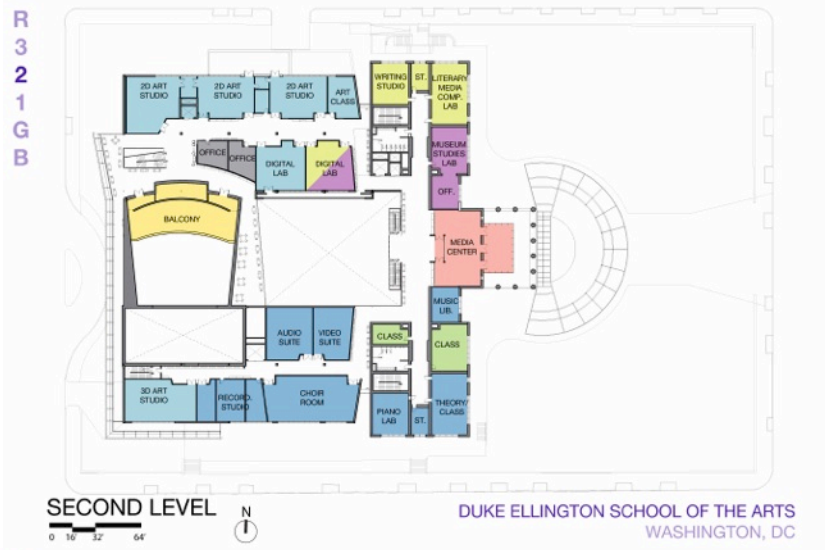 R
3
2
1
G
B
2D ART
STUDIO
2D ART
STUDIO
2D ART
STUDIO
ART
CLASS
WRITING
STUDIO
ST.
LITERARY
MEDIA
COMP.
LAB
OFFICE
OFFICE
DIGITAL
LAB
DIGITAL
LAB
MUSEUM
STUDIES
LAB
OFF.
BALCONY
MEDIA
CENTER
MUSIC
LIB.
AUDIO
SUITE
VIDEO
SUITE
CLASS
CLASS
3D ART
STUDIO
RECORD.
STUDIO
CHOIR
ROOM
PIANO
LAB
ST.
THEORY/
CLASS
SECOND LEVEL
0 16' 32' 64'
N
DUKE ELLINGTON SCHOOL OF THE ARTS
WASHINGTON, DC